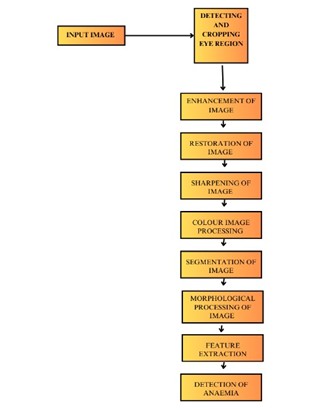 INPUT IMAGE
DETECTING
AND
CROPPING
EYE REGION
ENHANCEMENT OF
IMAGE
RESTORATION OF
IMAGE
SHARPENING OF
IMAGE
COLOUR IMAGE
PROCESSING
SEGMENTATION OF
IMAGE
MORPHOLOGICAL
PROCESSING OF
IMAGE
FEATURE
EXTRACTION
DETECTION OF
ANAEMIA